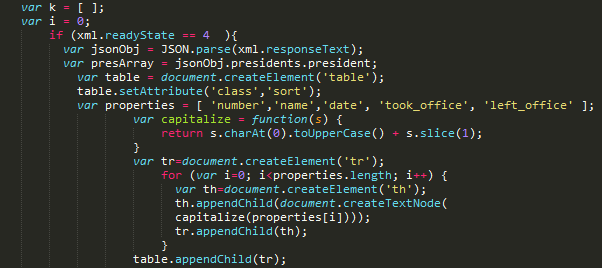 var k = [ ];
var i = 0;
if (xml.readyState == 4 ){
var jsonObj = JSON.parse(xml.responseText);
var presArray = jsonObj.presidents.president;
var table = document.createElement('table');
table.setAttribute('class','sort');
var properties = [ 'number','name','date', 'took_office', 'left_office' ];
var capitalize = function(s) {
return s.charAt(0).toUpperCase() + s.slice(1);
}
var tr=document.createElement('tr');
for (var i=0; i<properties.length; i++) {
var th=document.createElement('th');
th.appendChild(document.createTextNode(
capitalize(properties[i])));
tr.appendChild(th);
}
table.appendChild(tr);